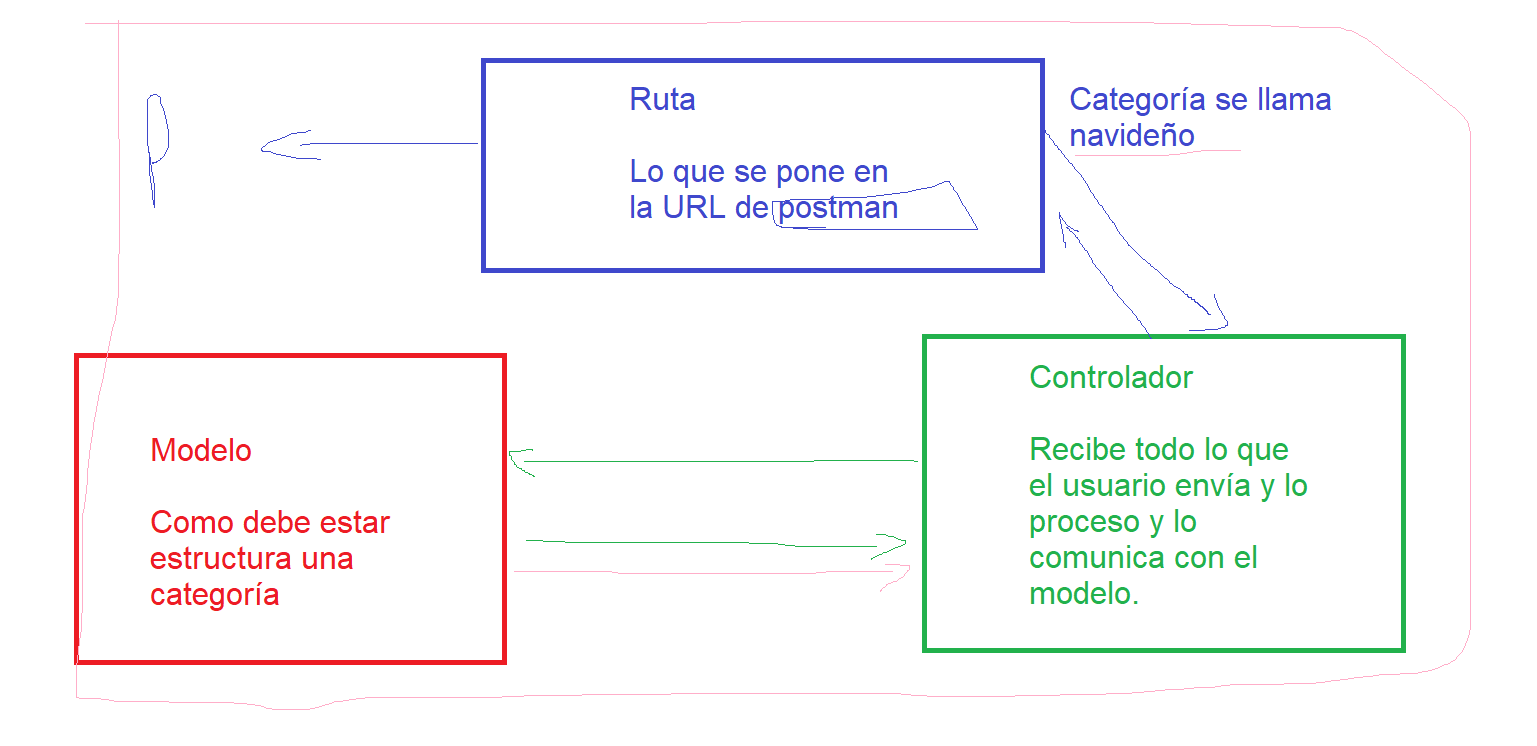 Ruta
Lo que se pone en
la URL de postman
Categoría se llama
navideño
Modelo
Como debe estar
estructura una
categoría
Controlador
Recibe todo lo que
el usuario envía y lo
proceso y lo
comunica con el
modelo.